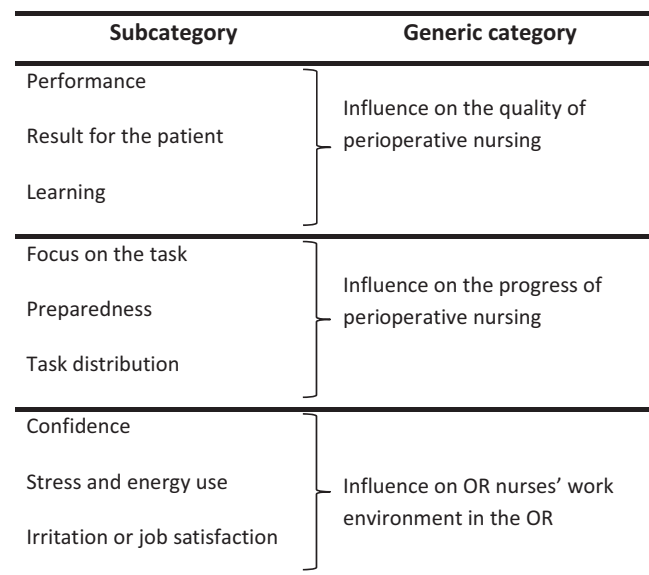 Subcategory Generic category
Performance
Result for the patient
Learning
Influence on the quality of
perioperative nursing
Focus on the task
Preparedness
Task distribution
Influence on the progress of
perioperative nursing
Confidence
Stress and energy use
Irritation or job satisfaction
Influence on OR nurses’ work
environment in the OR